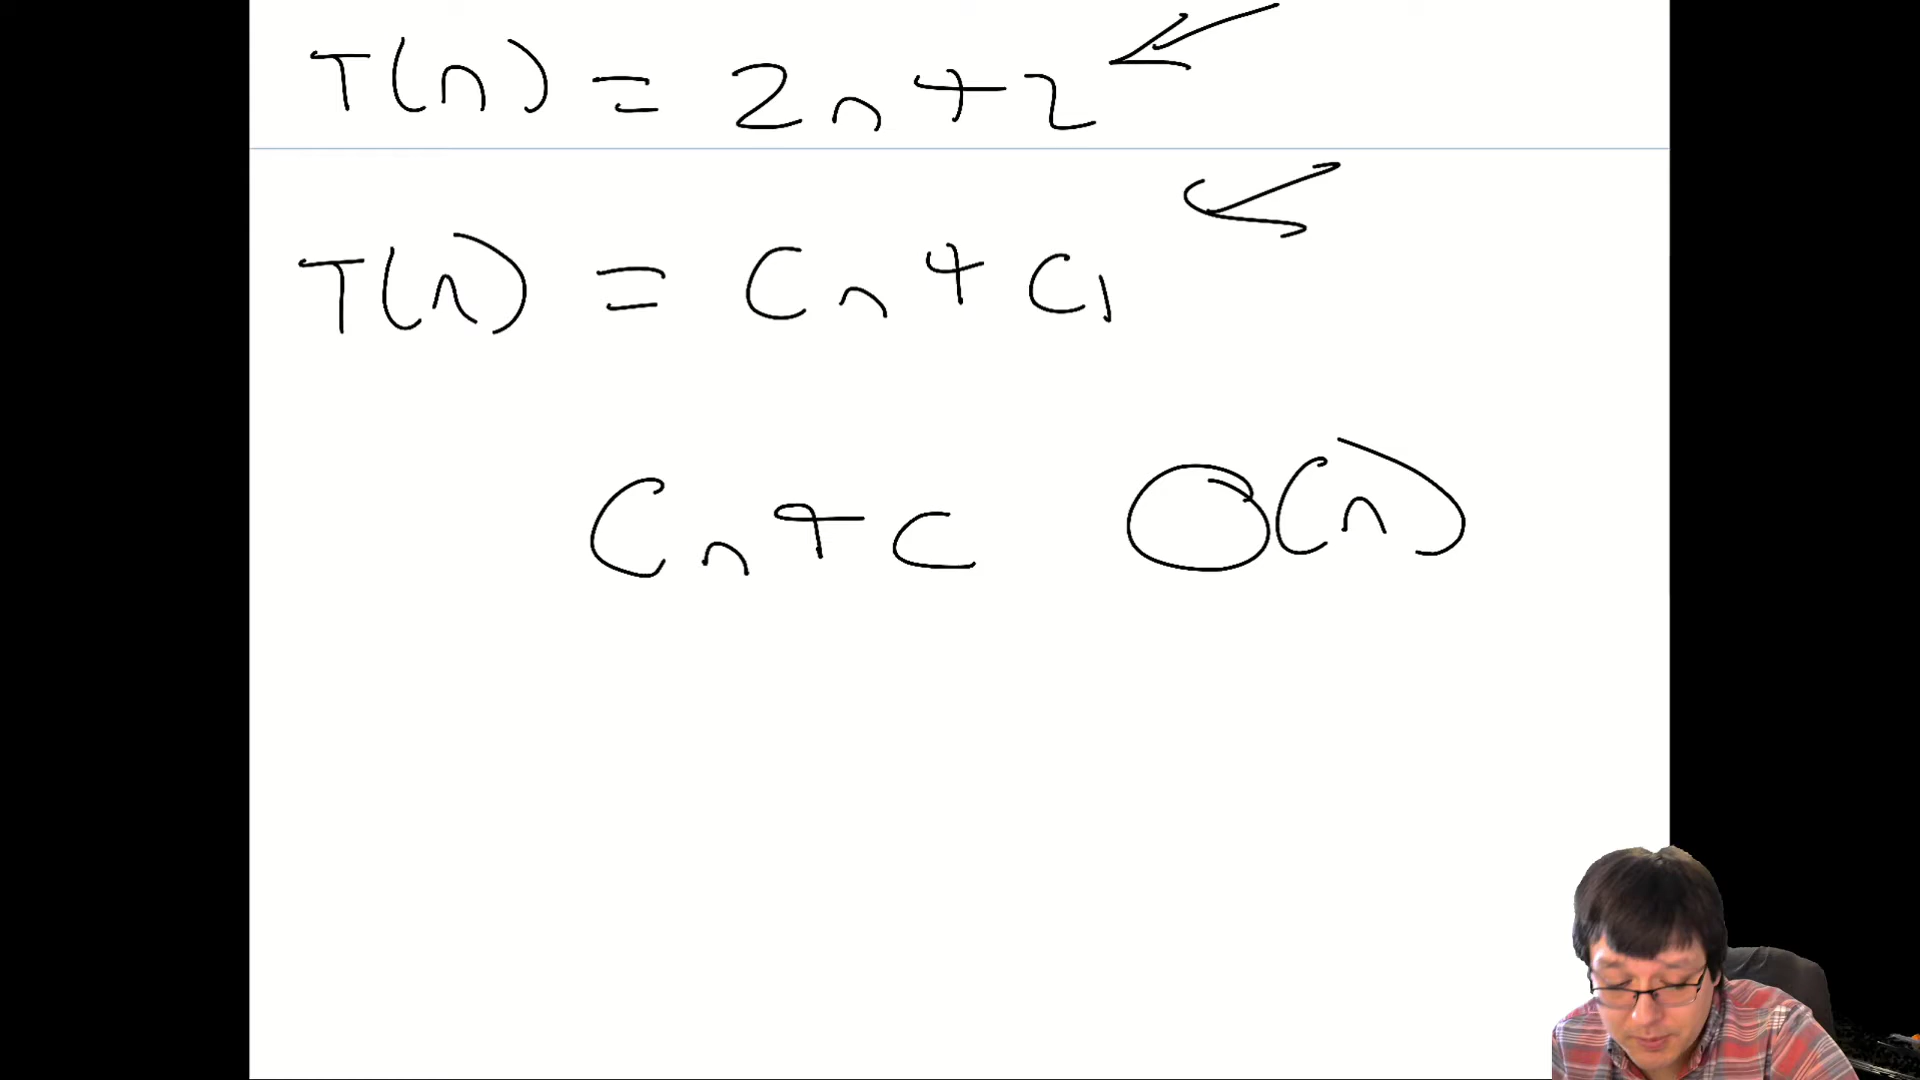 T(n) = 2n+2
T(n) = Cn+C1
Cn+C O(n)